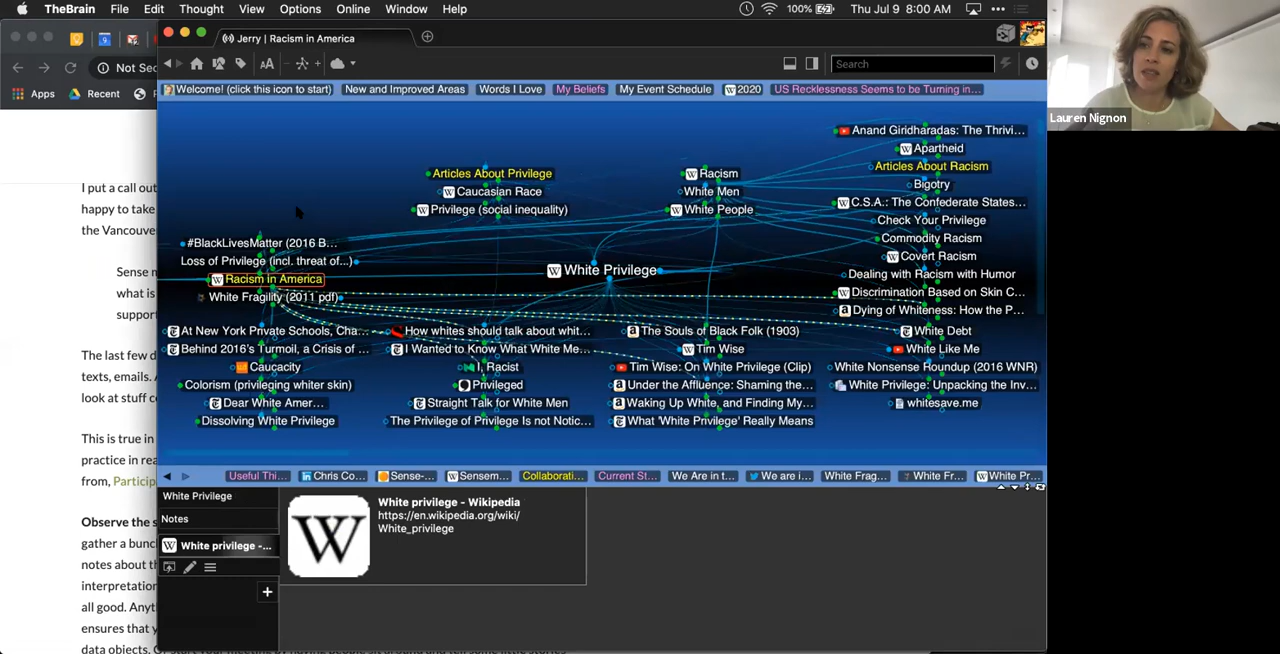 TheBrain File Edit Thought View Options Online Window Help
100% Thu Jul 9 8:00 AM
Jerry | Racism in America
Not Sec
Search
Apps Recent
Welcome! (click this icon to start) New and Improved Areas Words I Love My Beliefs My Event Schedule 2020 US Recklessness Seems to be Turning in...
Lauren Nignon
Anand Giridharadas: The Thrivi...
Apartheid
Articles About Racism
Bigotry
C.S.A.: The Confederate States...
Check Your Privilege
Commodity Racism
Covert Racism
Dealing with Racism with Humor
Discrimination Based on Skin C...
Dying of Whiteness: How the P...
White Debt
White Like Me
White Nonsense Roundup (2016 WNR)
White Privilege: Unpacking the Inv...
whitesave.me
Articles About Privilege
Caucasian Race
Privilege (social inequality)
Racism
White Men
White People
#BlackLivesMatter (2016 B...
Loss of Privilege (incl. threat of...)
Racism in America
White Fragility (2011 pdf)
White Privilege
At New York Private Schools, Cha...
Behind 2016's Turmoil, a Crisis of ...
Caucacity
Colorism (privileging whiter skin)
Dear White Amer...
Dissolving White Privilege
How whites should talk about whit...
I Wanted to Know What White Me...
I, Racist
Privileged
Straight Talk for White Men
The Privilege of Privilege Is not Notic...
The Souls of Black Folk (1903)
Tim Wise
Tim Wise: On White Privilege (Clip)
Under the Affluence: Shaming the...
Waking Up White, and Finding My...
What 'White Privilege' Really Means
Useful Thi... Chris Co... Sense-... Sensem... Collaborati... Current St... We Are in t... We are i... White Frag... White Fr... White Pr...
White Privilege
Notes
White privilege -...
White privilege - Wikipedia
https://en.wikipedia.org/wiki/
White_privilege
I put a call out
happy to take
the Vancouver
Sense m
what is
support
The last few d
texts, emails. A
look at stuff c
This is true in
practice in rea
from, Particip
Observe the s
gather a bunc
notes about th
interpretation
all good. Anyt
ensures that y